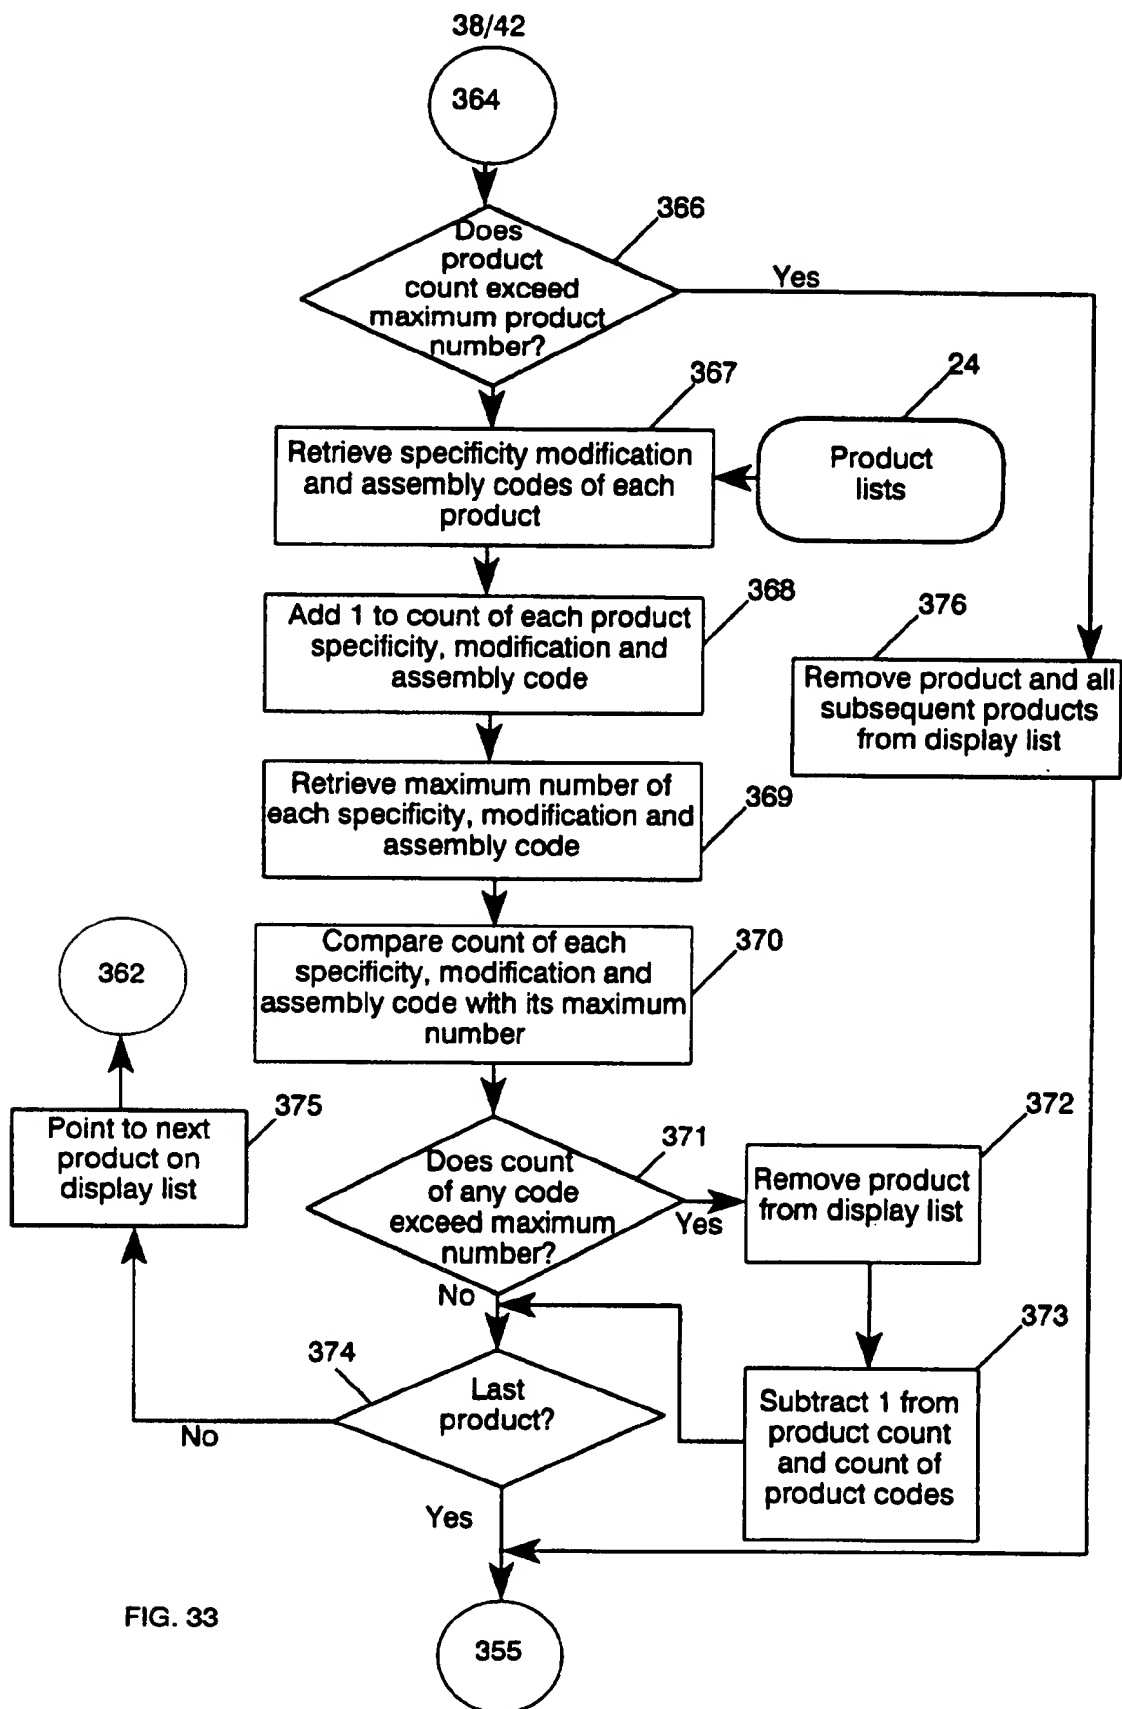 38/42
364
366
Does
product
count exceed
maximum product
number?
Yes
367
24
Retrieve specificity modification
and assembly codes of each
product
Product
lists
368
Add 1 to count of each product
specificity, modification and
assembly code
376
Remove product and all
subsequent products
from display list
Retrieve maximum number of
each specificity, modification and
assembly code
369
362
Compare count of each
specificity, modification and
assembly code with its maximum
number
370
375
Point to next
product on
display list
371
Does count
of any code
exceed maximum
number?
Yes
No
372
Remove product
from display list
373
374
Last
product?
No
Yes
Subtract 1 from
product count
and count of
product codes
FIG. 33
355